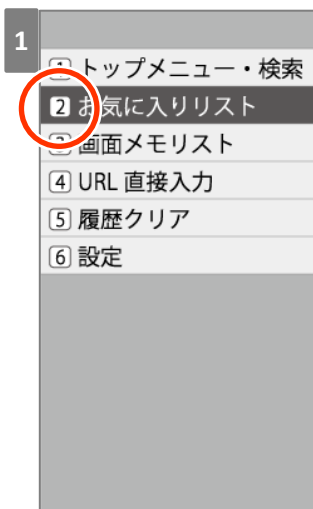 1
1 トップメニュー・検索
2 お気に入りリスト
3 画面メモリスト
4 URL 直接入力
5 履歴クリア
6 設定